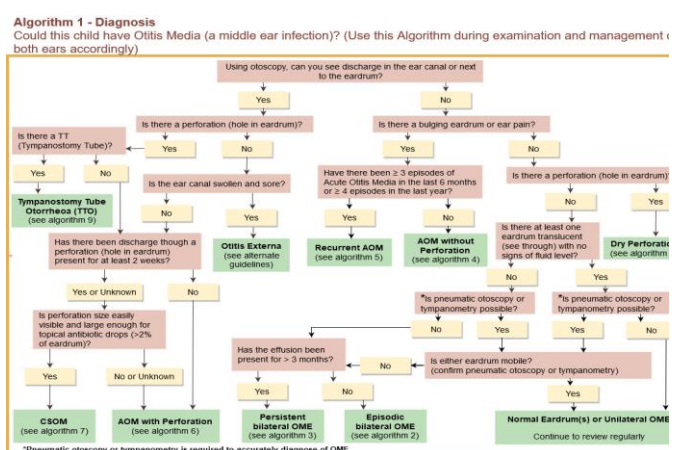 Algorithm 1 - Diagnosis
Could this child have Otitis Media (a middle ear infection)? (Use this Algorithm during examination and management
both ears accordingly)
Using otoscopy, can you see discharge in the ear canal or next
to the eardrum?
Yes
No
Is there a perforation (hole in eardrum)?
Is there a bulging eardrum or ear pain?
Is there a TT
(Tympanostomy Tube)?
Yes
No
Yes
No
Yes
No
Is the ear canal swollen and sore?
Have there been ≥ 3 episodes of
Acute Otitis Media in the last 6 months
or ≥ 4 episodes in the last year?
Is there a perforation (hole in eardrum)?
Tympanostomy Tube
Otorrhoea (TTO)
(see algorithm 9)
No
Yes
Yes
No
No
Yes
Has there been discharge though a
perforation (hole in eardrum)
present for at least 2 weeks?
Otitis Externa
(see alternate
guidelines)
Recurrent AOM
(see algorithm 5)
AOM without
Perforation
(see algorithm 4)
Is there at least one
eardrum translucent
(see through) with no
signs of fluid level?
Dry
(see algorithm
Yes or Unknown
No
No
Yes
Is perforation size easily
visible and large enough for
topical antibiotic drops (>2%
of eardrum)?
*Is pneumatic otoscopy or
tympanometry possible?
*Is pneumatic otoscopy or
tympanometry possible?
No
Yes
Yes
No
Has the effusion been
present for > 3 months?
No
Is either eardrum mobile?
(confirm pneumatic otoscopy or tympanometry)
Yes
No or Unknown
Yes
No
Yes
CSOM
(see algorithm 7)
AOM with Perforation
(see algorithm 6)
Persistent
bilateral OME
(see algorithm 3)
Episodic
bilateral OME
(see algorithm 2)
Normal Eardrum(s) or Unilateral OME
Continue to review regularly
*Pneumatic otoscopy or tympanometry is required to accurately diagnose of OME